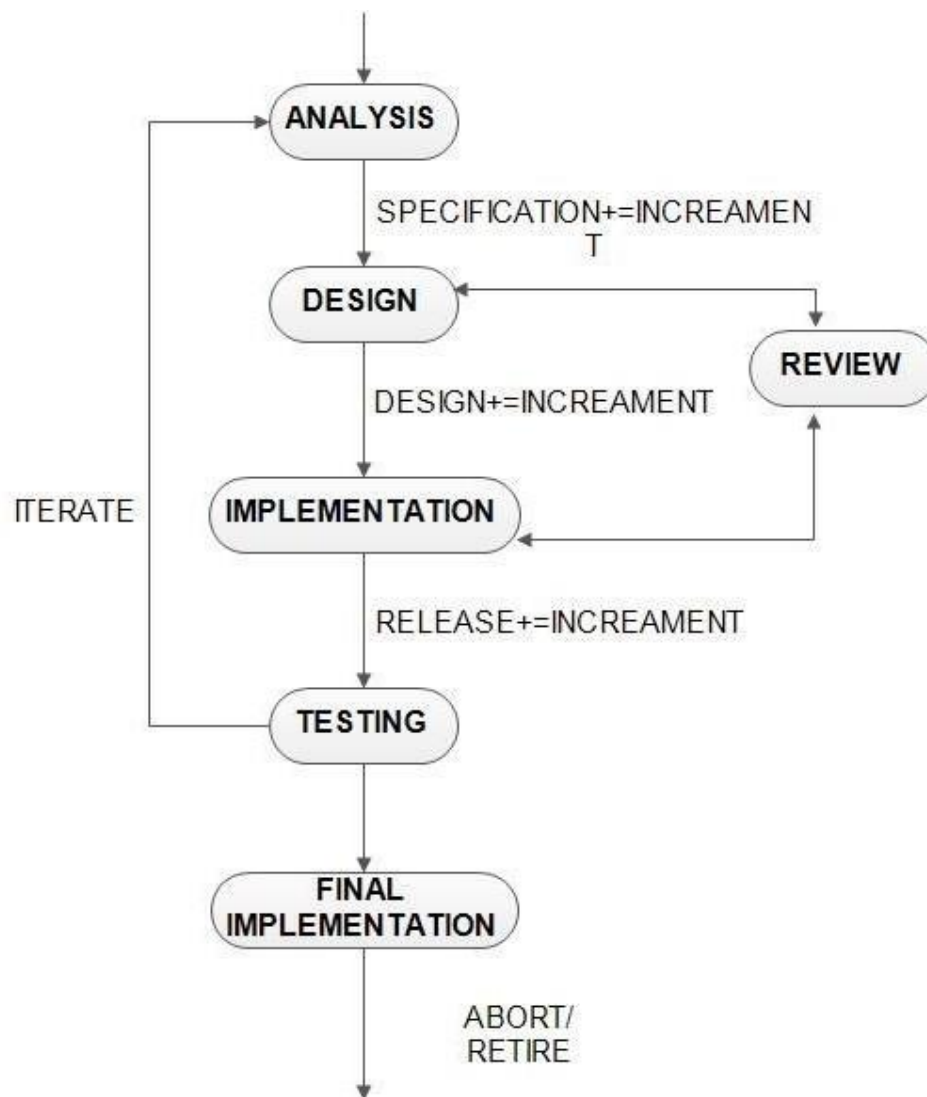 ANALYSIS
SPECIFICATION+=INCREAMEN
T
DESIGN
REVIEW
DESIGN+=INCREAMENT
ITERATE
IMPLEMENTATION
RELEASE+=INCREAMENT
TESTING
FINAL
IMPLEMENTATION
ABORT/
RETIRE